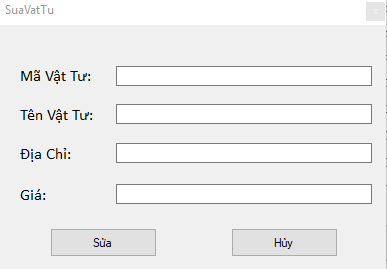 SuaVatTu
Mã Vật Tư:
Tên Vật Tư:
Địa Chỉ:
Giá:
Sửa
Hủy